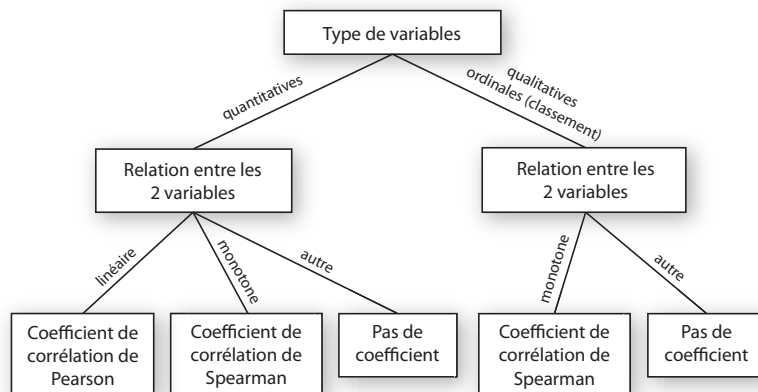 Type de variables
quantitatives
qualitatives
ordinales (classement)
Relation entre les
2 variables
Relation entre les
2 variables
linéaire
monotone
autre
monotone
autre
Coefficient de
corrélation de
Pearson
Coefficient de
corrélation de
Spearman
Pas de
coefficient
Coefficient de
corrélation de
Spearman
Pas de
coefficient